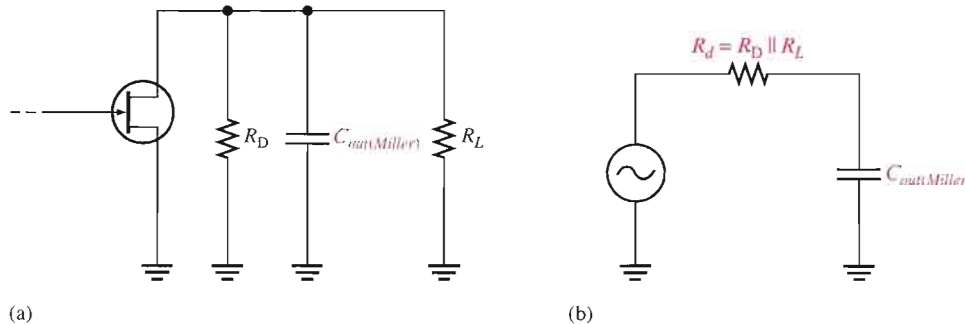 R_d = R_D || R_L
R_D
C_out(Miller)
R_L
C_out(Miller
(a)
(b)